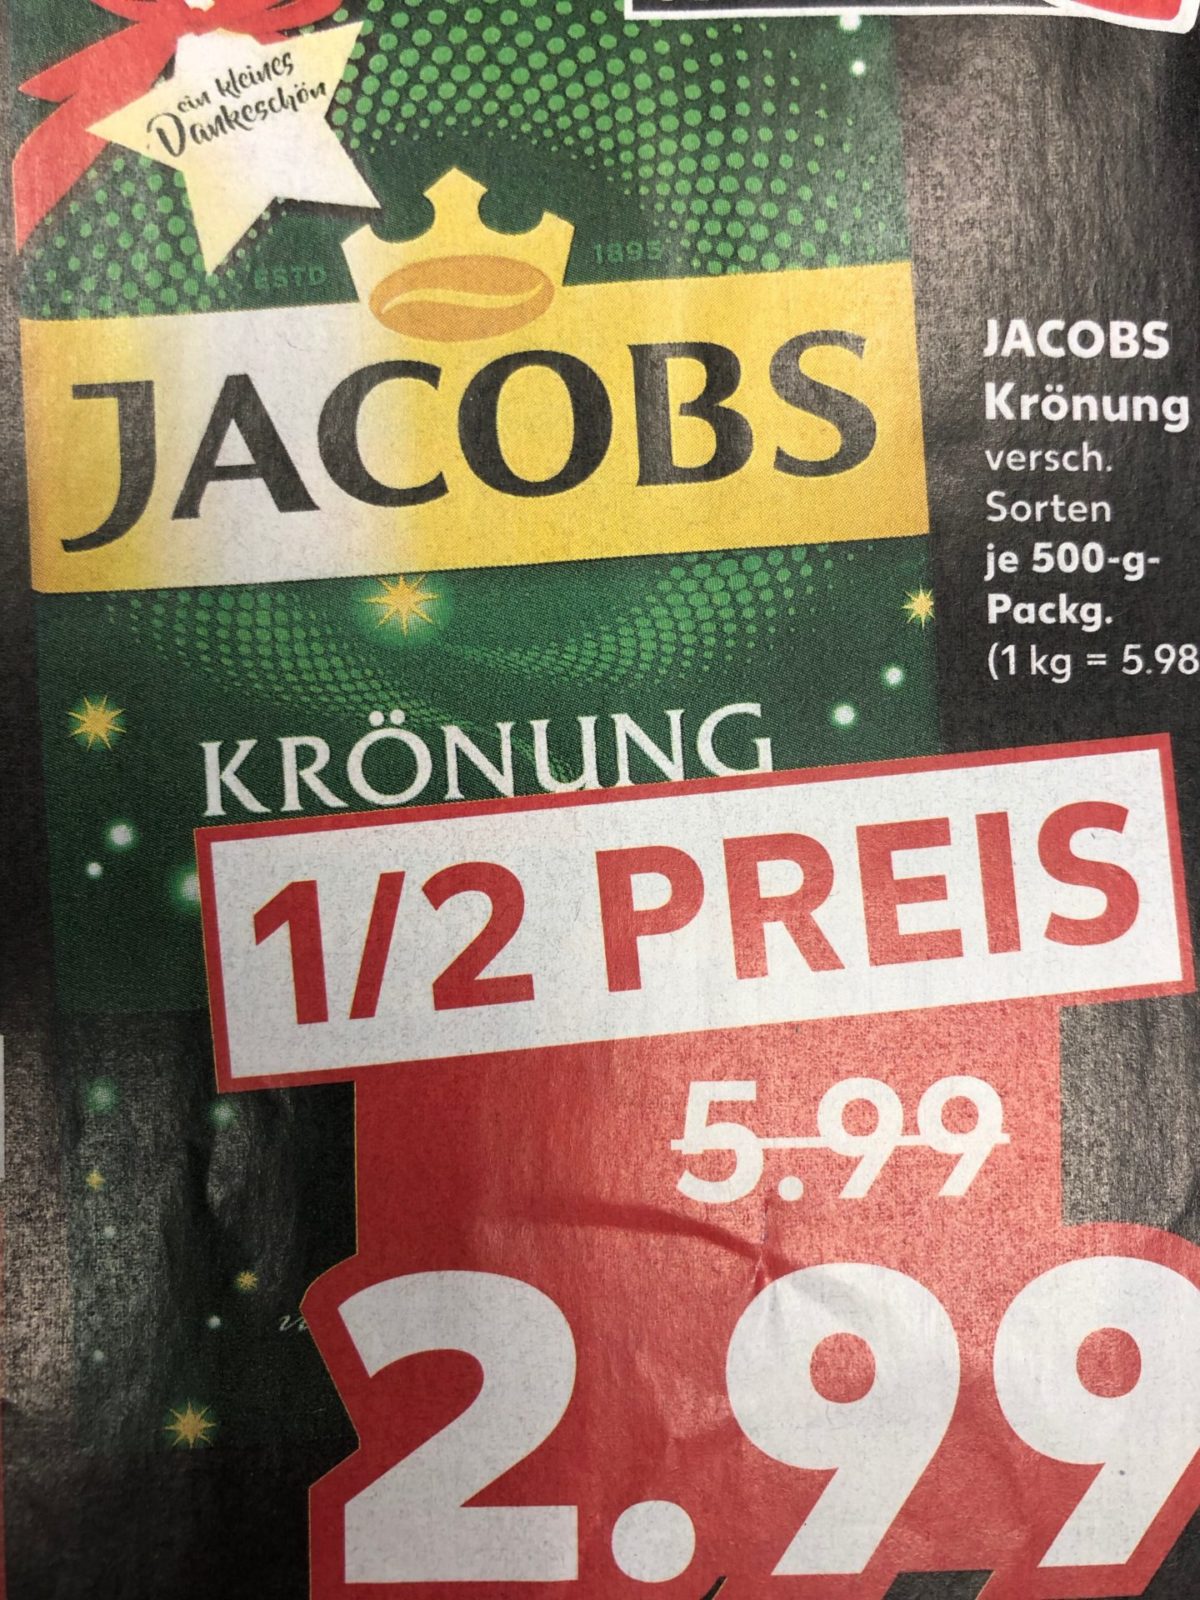 ein kleines
Dankeschön
ESTD 1895
JACOBS
KRÖNUNG
JACOBS
Krönung
versch.
Sorten
je 500-g-
Packg.
(1 kg = 5.98
1/2 PREIS
5.99
2.99